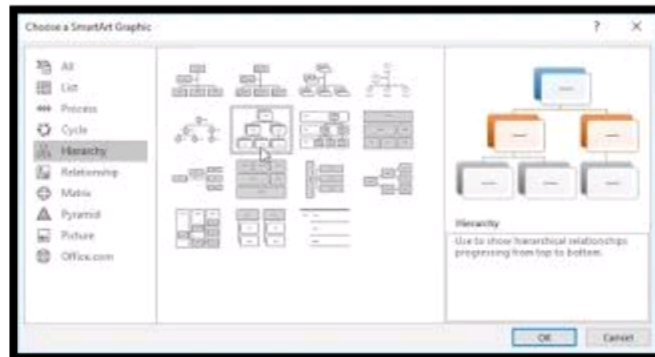 Choose a SmartArt Graphic
?
All
List
Process
Cycle
Hierarchy
Relationship
Matrix
Pyramid
Picture
Office.com
Hierarchy
Use to show hierarchical relationships
progressing from top to bottom.
OK
Cancel